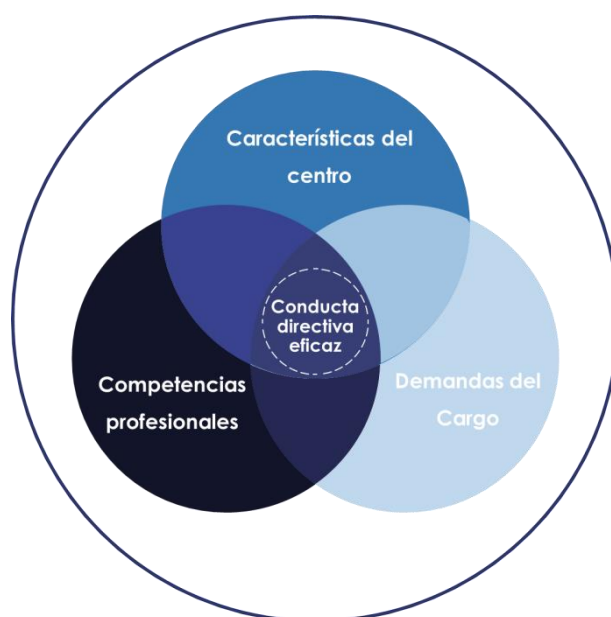 Características del
centro
Conducta
directiva
eficaz
Competencias
profesionales
Demandas del
Cargo